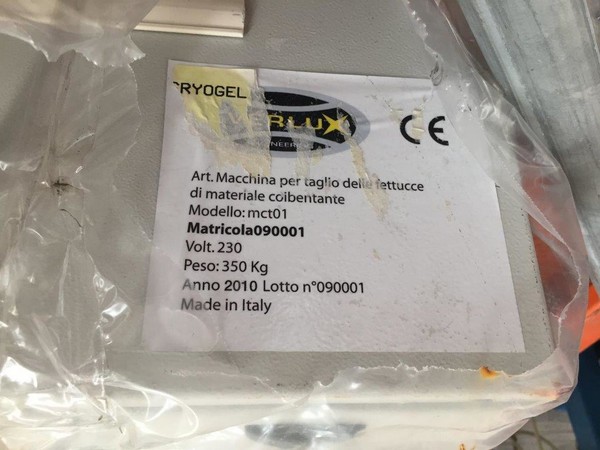 CRYOGEL
RLUX
CE
Art. Macchina per taglio delle fettucce
di materiale coibentante
Modello: mct01
Matricola090001
Volt. 230
Peso: 350 Kg
Anno 2010 Lotto n°090001
Made in Italy